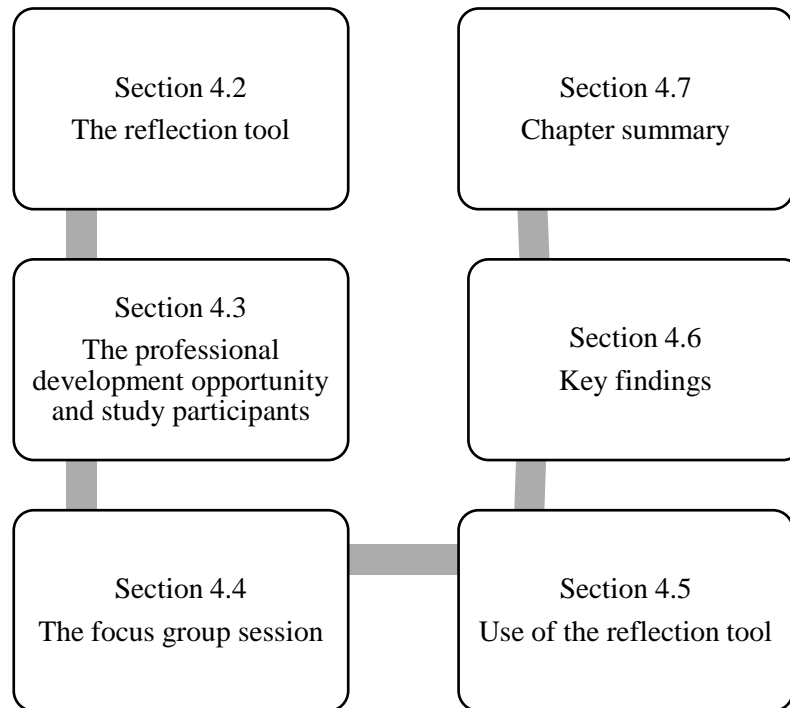 Section 4.2
The reflection tool
Section 4.3
The professional
development opportunity
and study participants
Section 4.4
The focus group session
Section 4.5
Use of the reflection tool
Section 4.6
Key findings
Section 4.7
Chapter summary